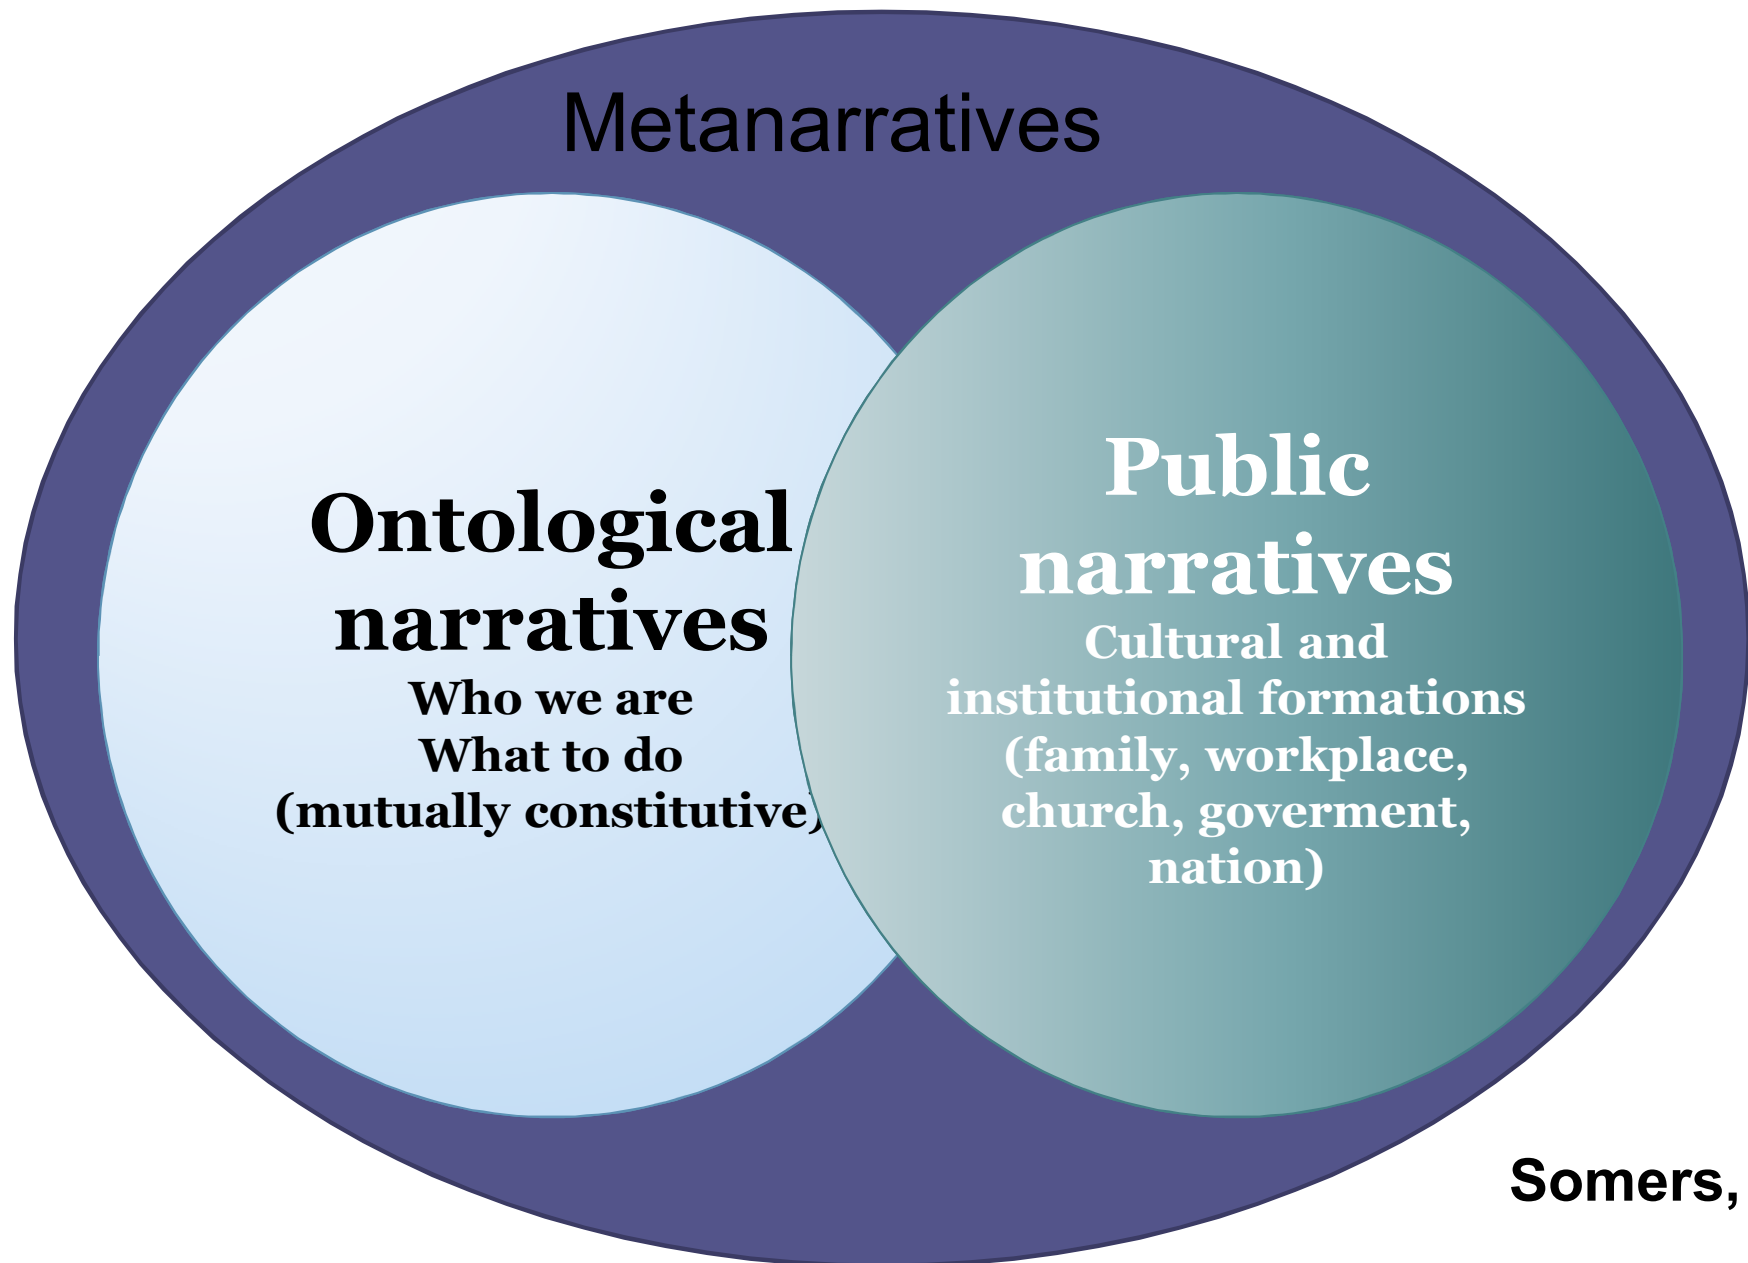 Metanarratives
Ontological
narratives
Who we are
What to do
(mutually constitutive)
Public
narratives
Cultural and
institutional formations
(family, workplace,
church, goverment,
nation)
Somers,